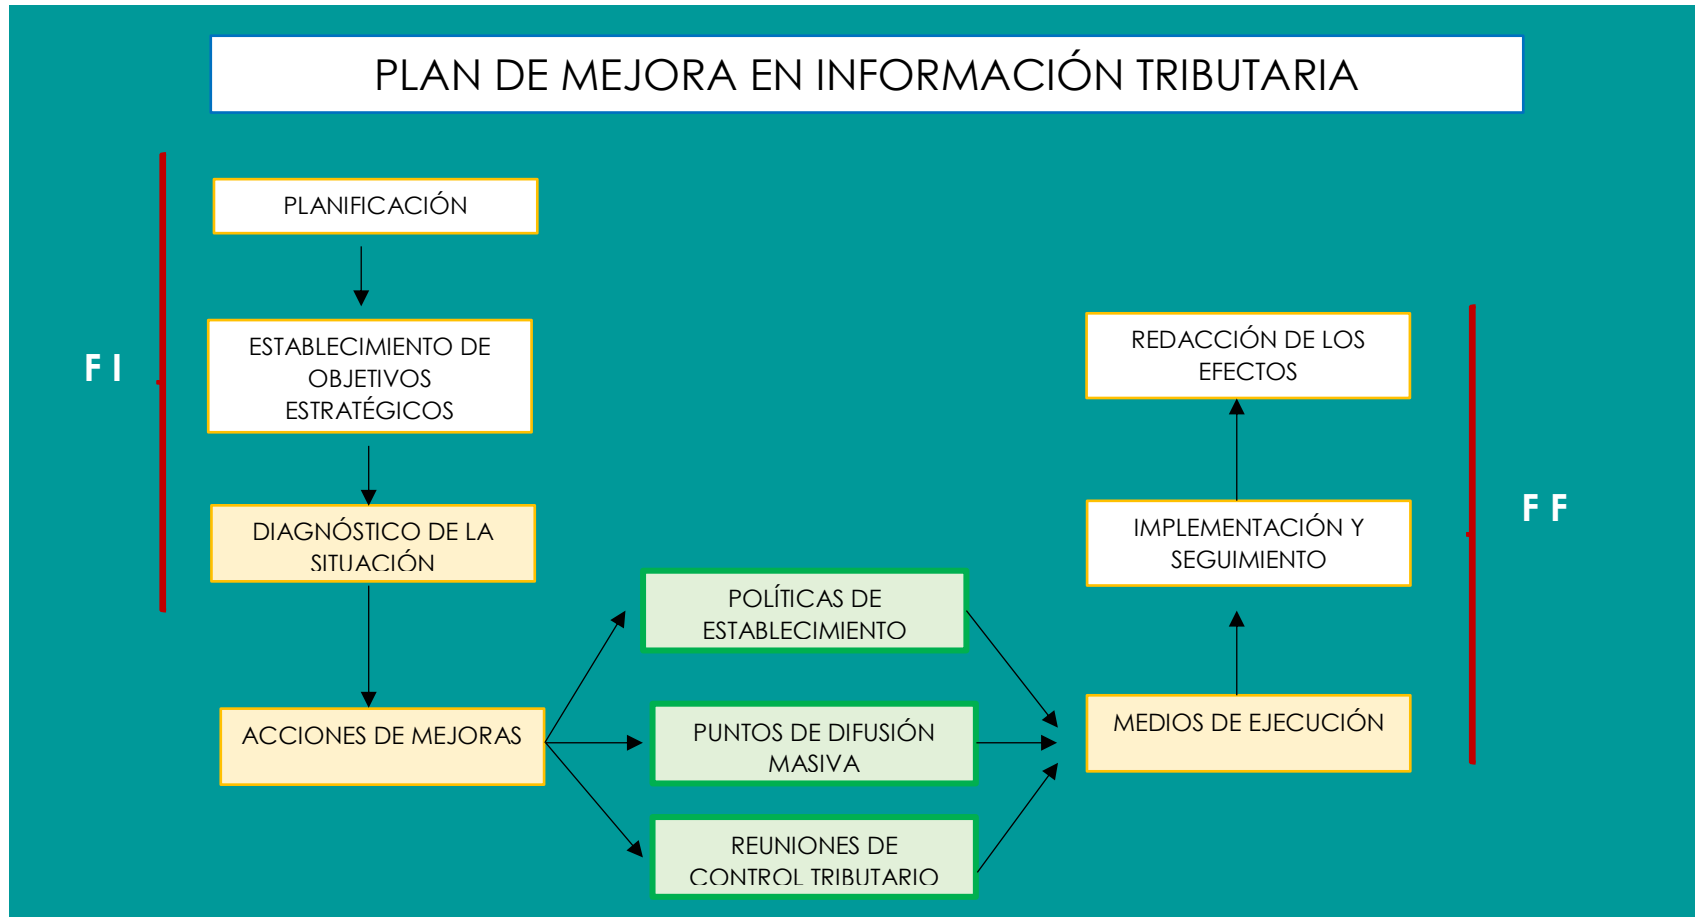 PLAN DE MEJORA EN INFORMACIÓN TRIBUTARIA
PLANIFICACIÓN
F I
ESTABLECIMIENTO DE
OBJETIVOS
ESTRATÉGICOS
DIAGNÓSTICO DE LA
SITUACIÓN
ACCIONES DE MEJORAS
POLÍTICAS DE
ESTABLECIMIENTO
PUNTOS DE DIFUSIÓN
MASIVA
REUNIONES DE
CONTROL TRIBUTARIO
MEDIOS DE EJECUCIÓN
IMPLEMENTACIÓN Y
SEGUIMIENTO
REDACCIÓN DE LOS
EFECTOS
F F